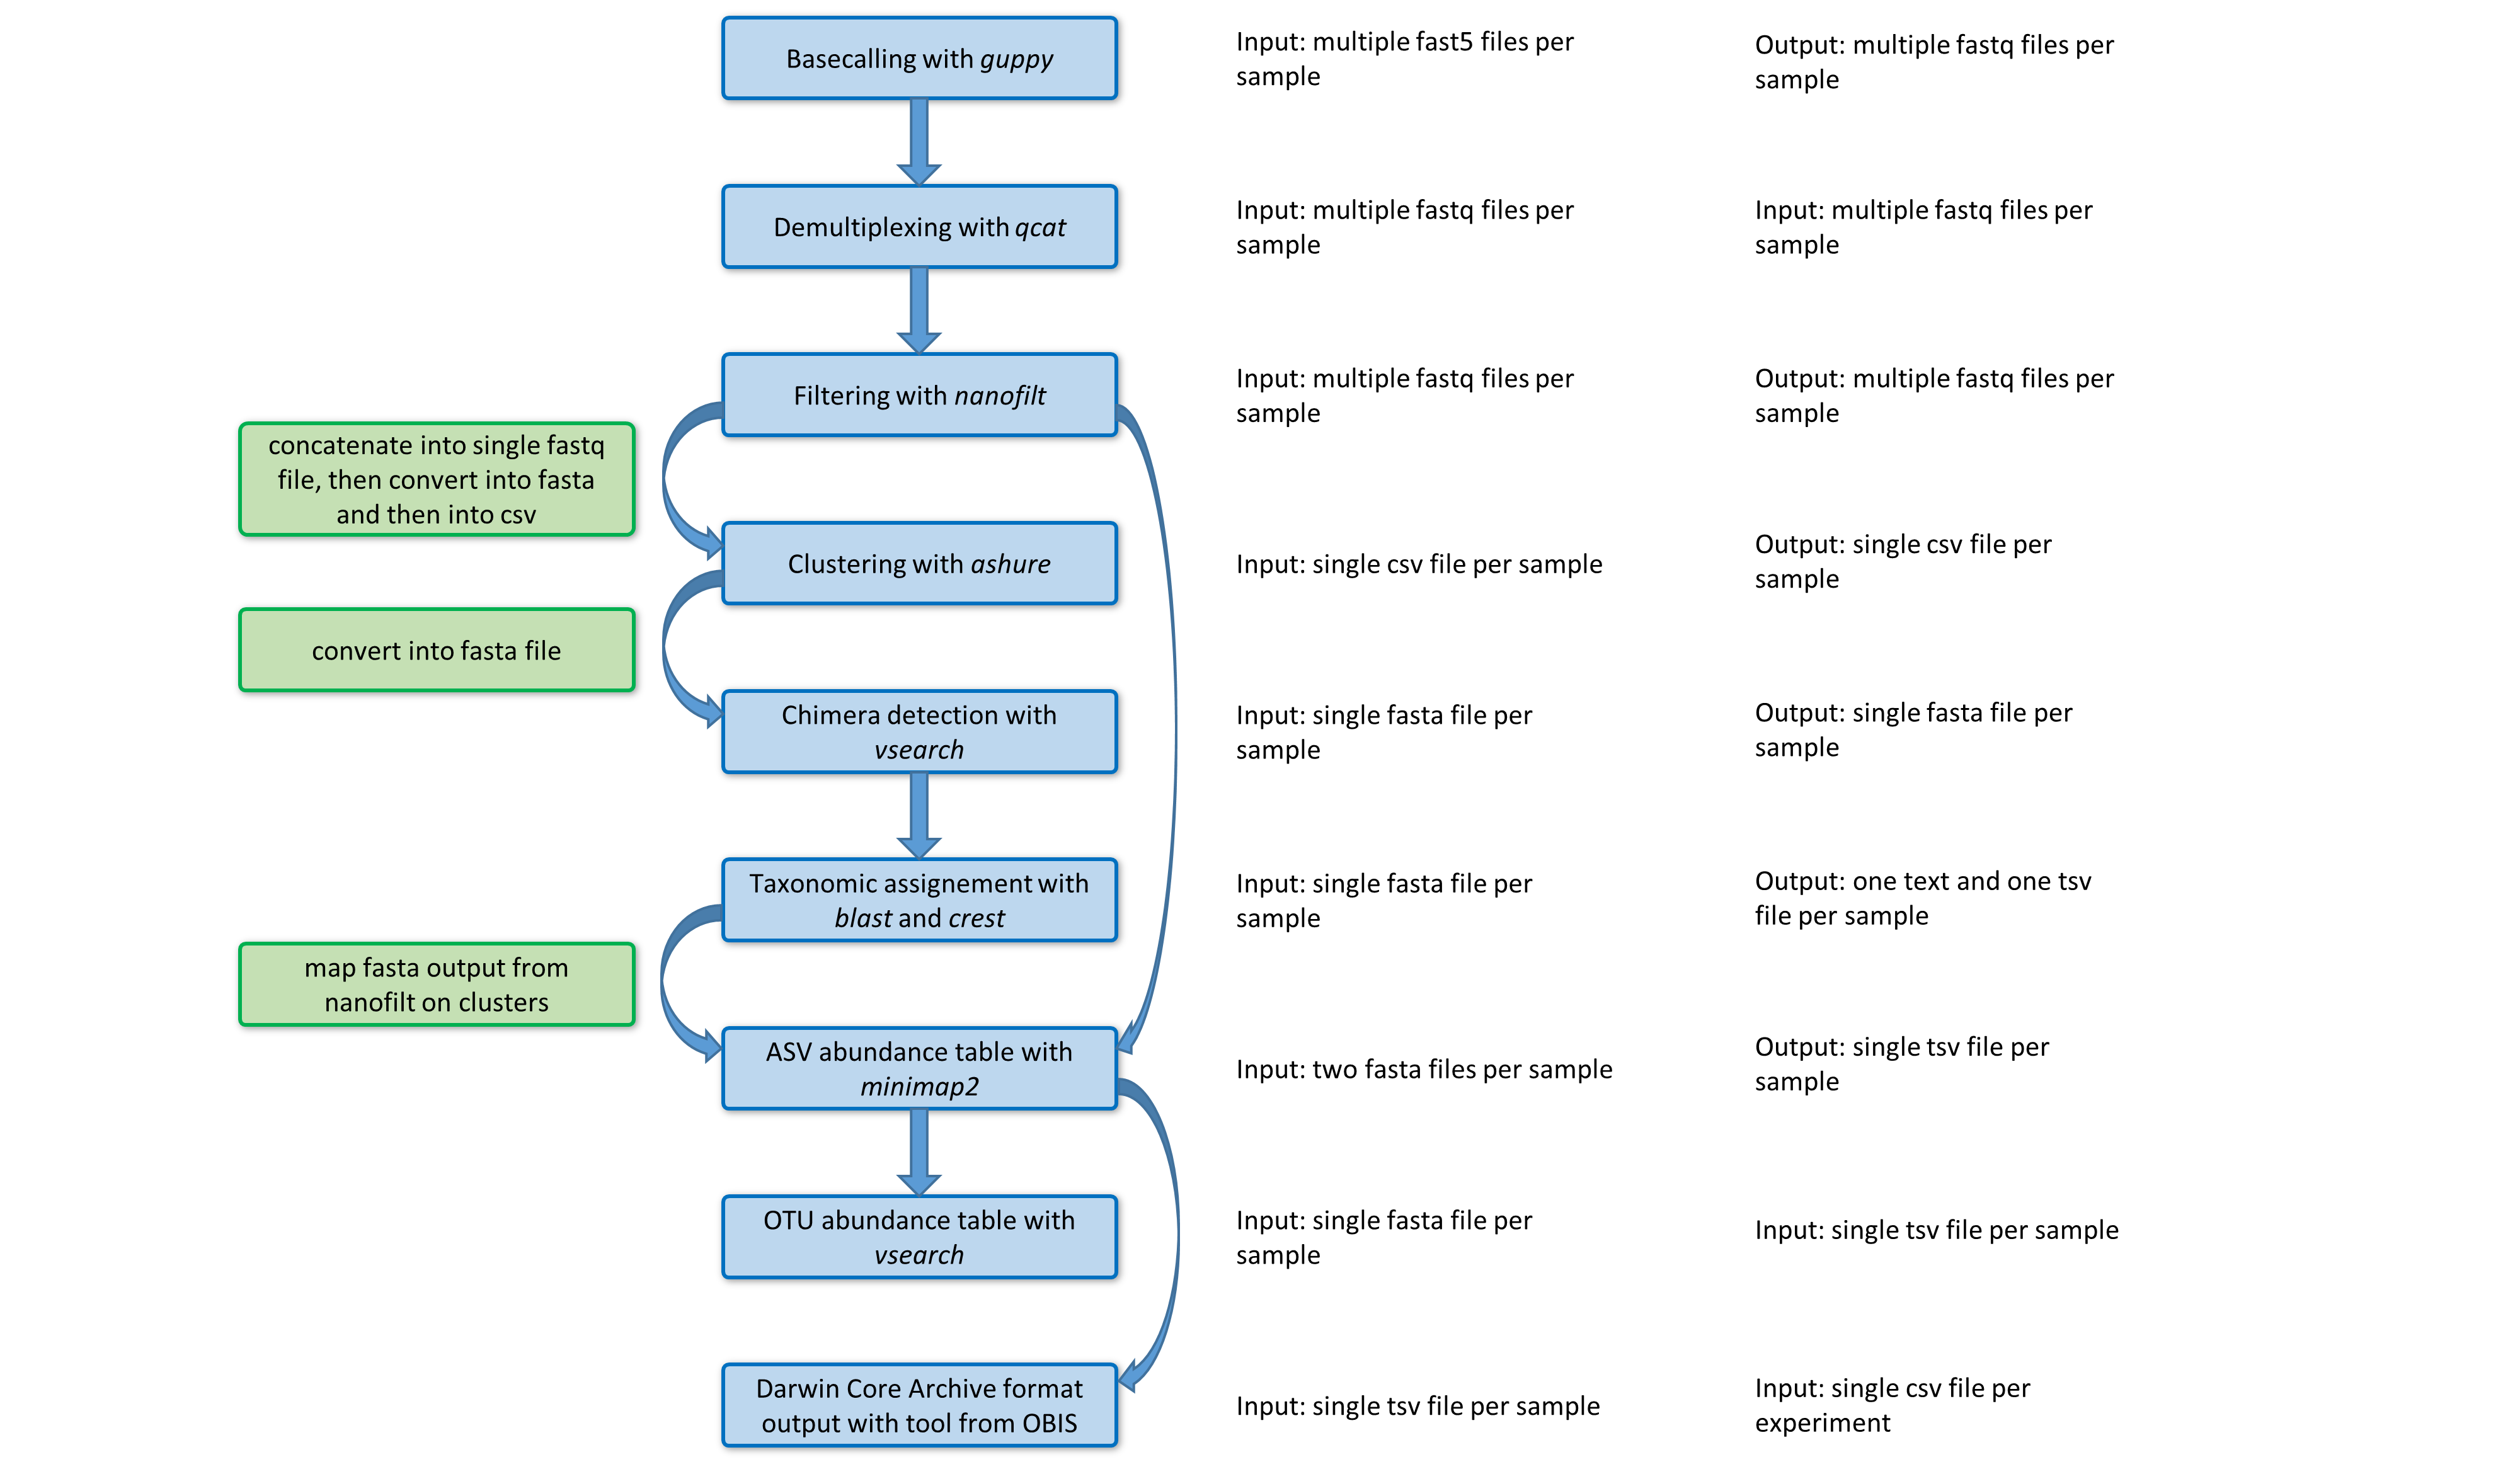 Basecalling with guppy
Input: multiple fast5 files per
sample
Output: multiple fastq files per
sample
Demultiplexing with qcat
Input: multiple fastq files per
sample
Input: multiple fastq files per
sample
Filtering with nanofilt
Input: multiple fastq files per
sample
Output: multiple fastq files per
sample
concatenate into single fastq
file, then convert into fasta
and then into csv
Clustering with ashure
Input: single csv file per sample
Output: single csv file per
sample
convert into fasta file
Chimera detection with
vsearch
Input: single fasta file per
sample
Output: single fasta file per
sample
Taxonomic assignement with
blast and crest
Input: single fasta file per
sample
Output: one text and one tsv
file per sample
map fasta output from
nanofilt on clusters
ASV abundance table with
minimap2
Input: two fasta files per sample
Output: single tsv file per
sample
OTU abundance table with
vsearch
Input: single fasta file per
sample
Input: single tsv file per sample
Darwin Core Archive format
output with tool from OBIS
Input: single tsv file per sample
Input: single csv file per
experiment